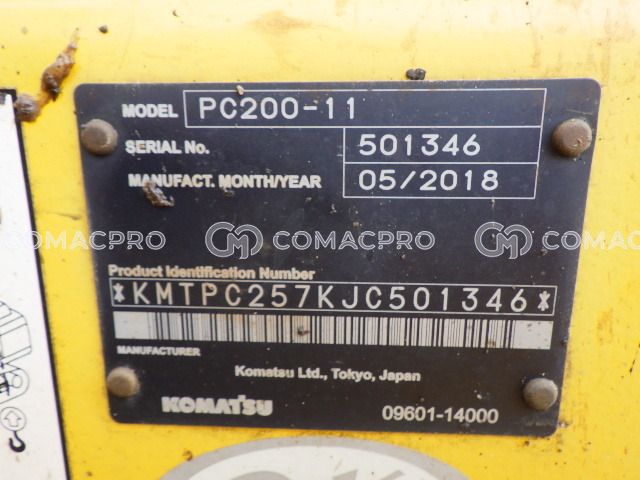 MODEL PC200-11
SERIAL No. 501346
MANUFACT. MONTH/YEAR 05/2018
COMACPRO COMACPRO COMACPRO
Product Identification Number
*KMTPC257KJC501346*
MANUFACTURER
Komatsu Ltd., Tokyo, Japan
KOMATSU 09601-14000